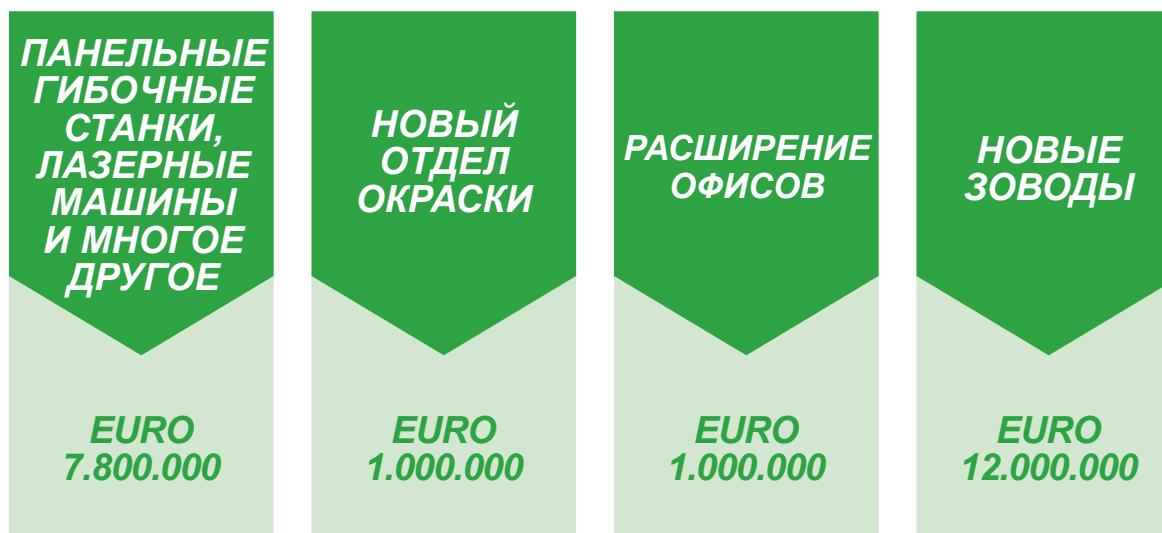 ПАНЕЛЬНЫЕ
ГИБОЧНЫЕ
СТАНКИ,
ЛАЗЕРНЫЕ
МАШИНЫ
И МНОГОЕ
ДРУГОЕ
EURO
7.800.000
НОВЫЙ
ОТДЕЛ
ОКРАСКИ
EURO
1.000.000
РАСШИРЕНИЕ
ОФИСОВ
EURO
1.000.000
НОВЫЕ
ЗОВОДЫ
EURO
12.000.000